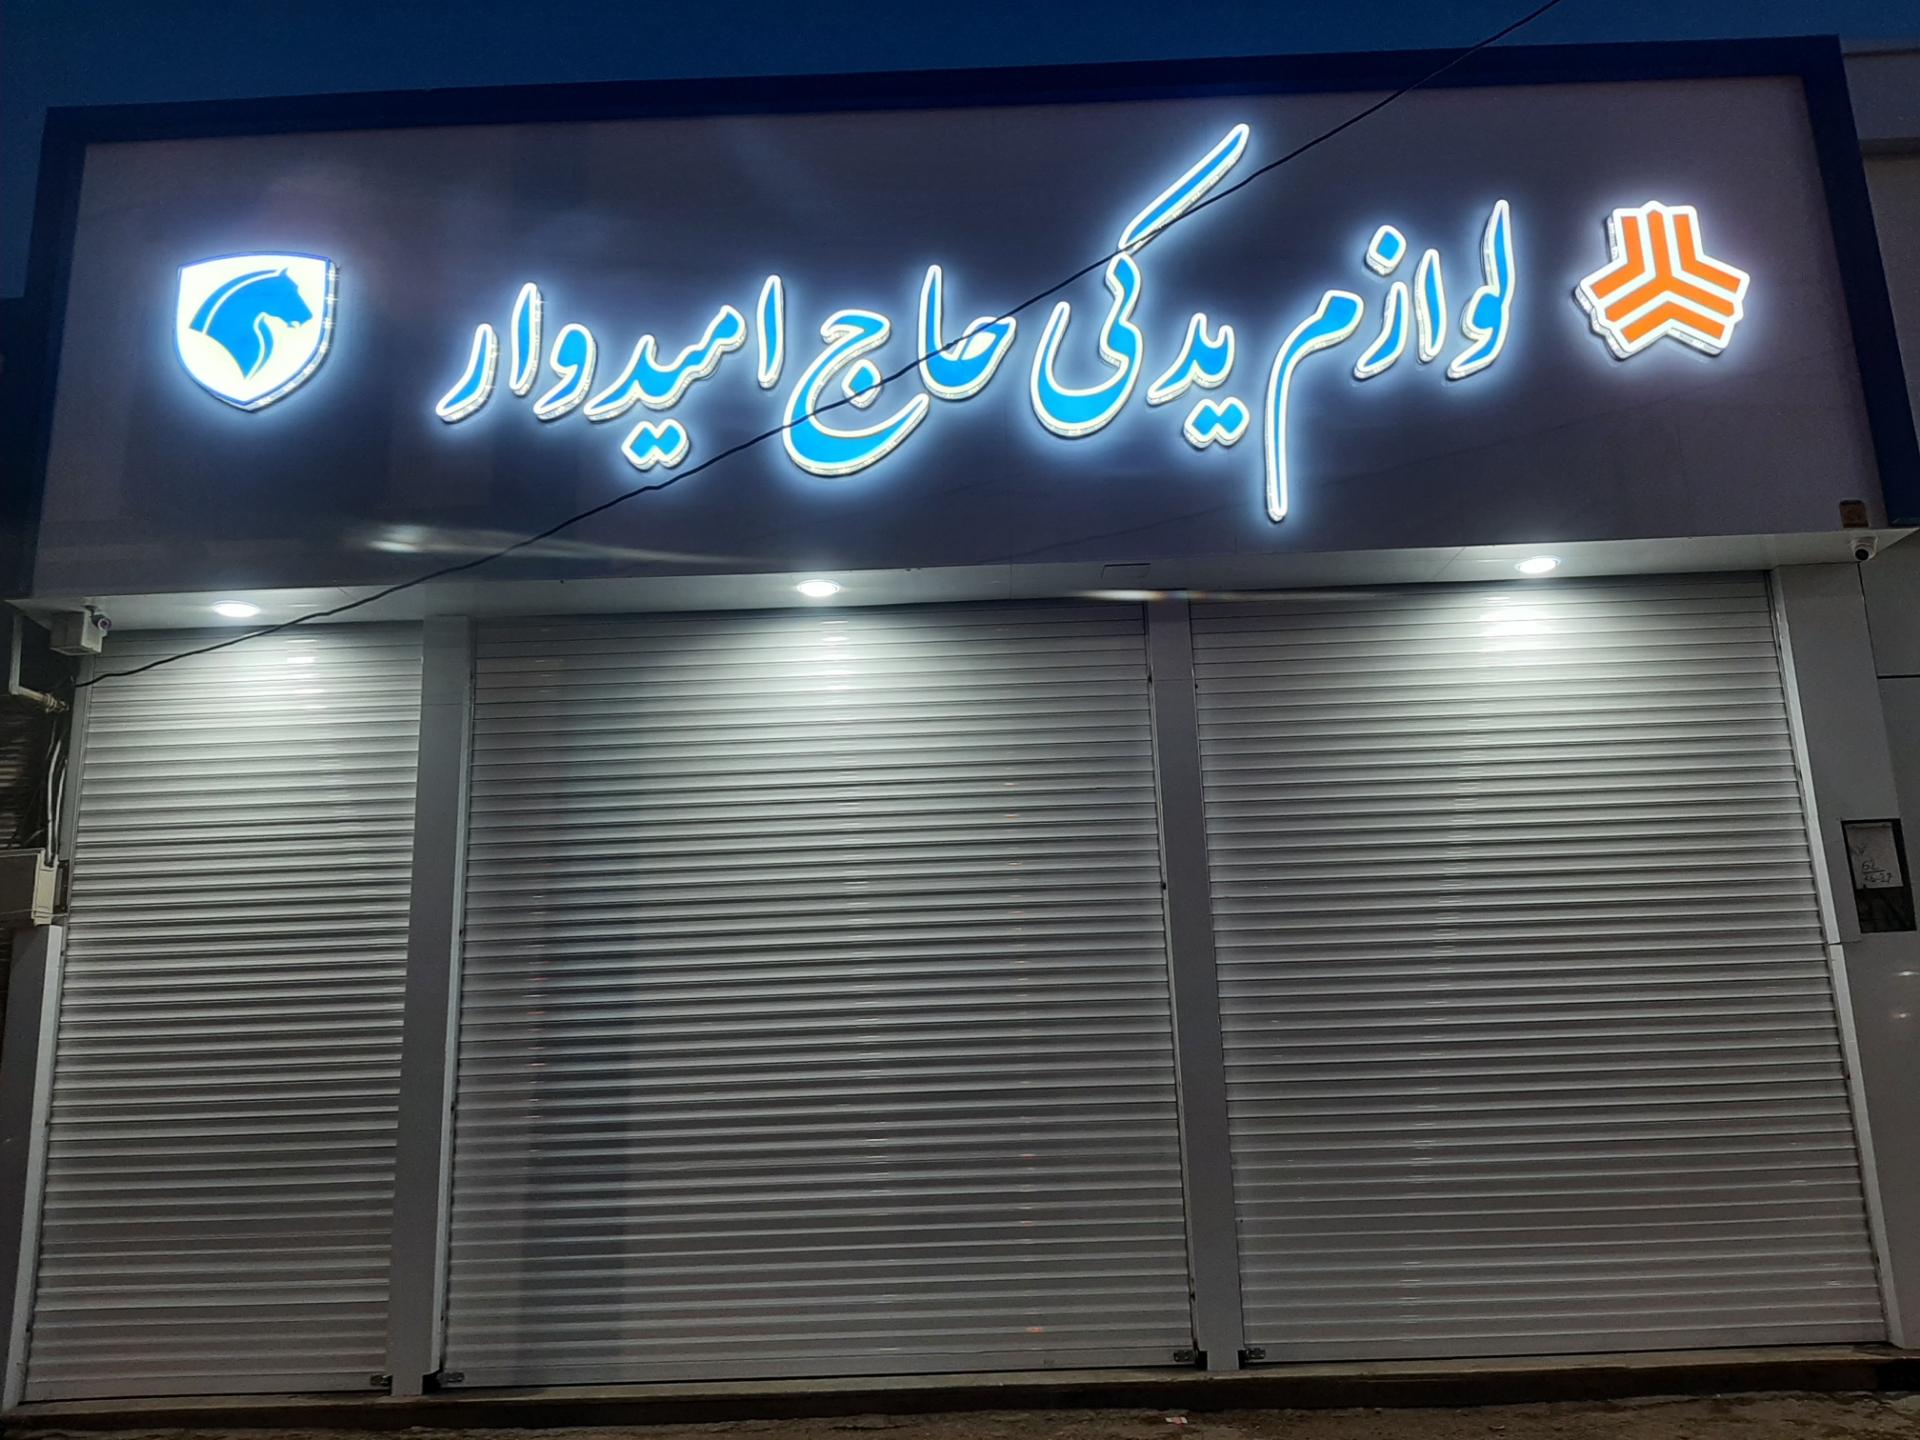 لوازم یدکی حاج امیدوار